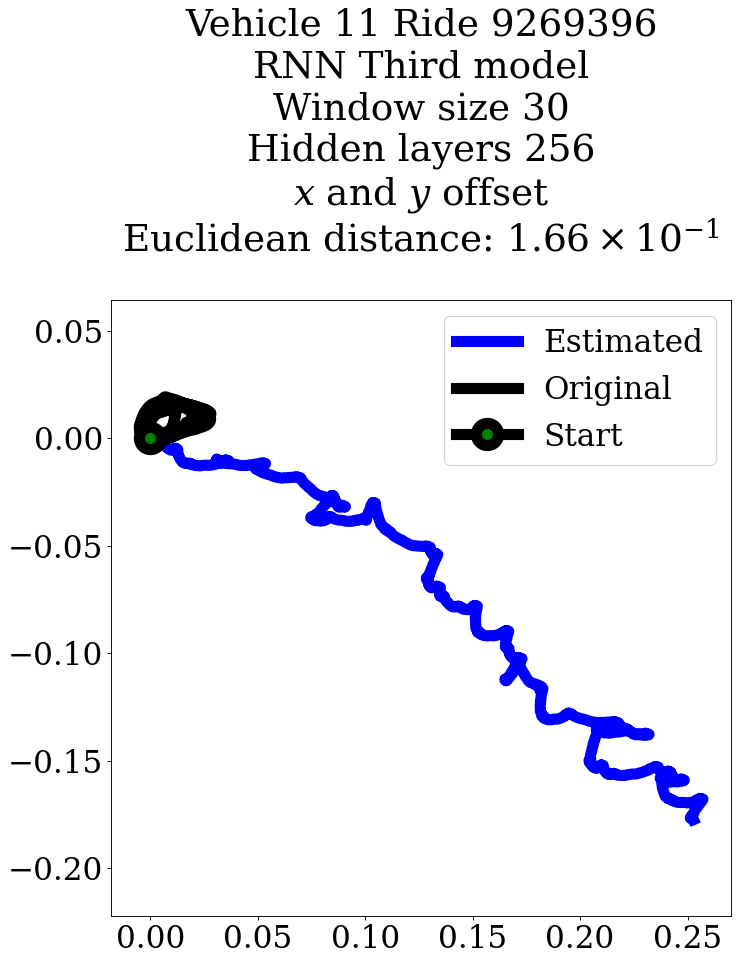 Vehicle 11 Ride 9269396
RNN Third model
Window size 30
Hidden layers 256
x and y offset
Euclidean distance: 1.66 × 10⁻¹
Estimated
Original
Start
0.05
0.00
−0.05
−0.10
−0.15
−0.20
0.00 0.05 0.10 0.15 0.20 0.25